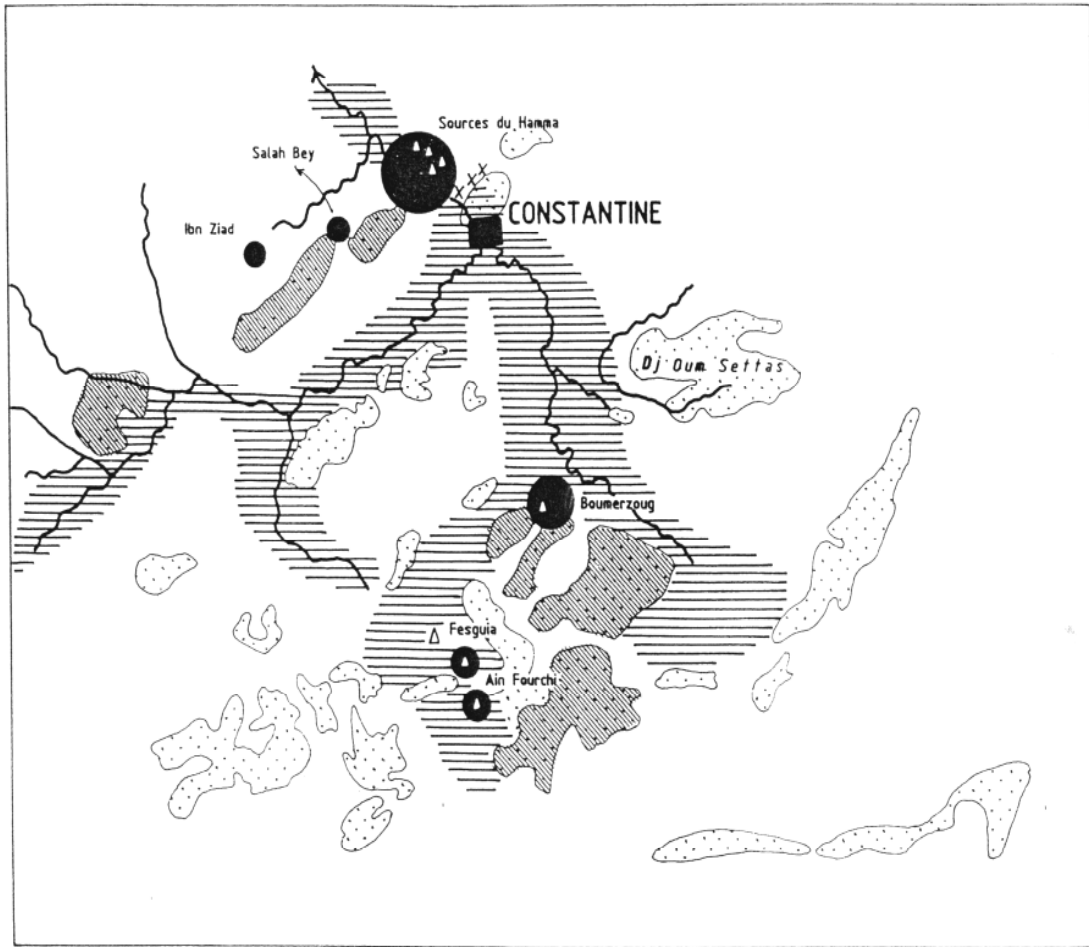 Sources du Hamma
Salah Bey
CONSTANTINE
Ibn Ziad
Dj Oum Settas
Boumerzoug
Fesguia
Ain Fourchi